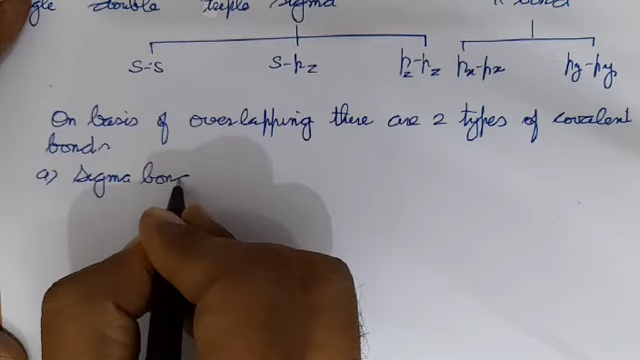 double triple sigma
s-s s-pz pz-pz px-px py-py
On basis of overlapping there are 2 types of covalent
bonds
a) Sigma bon